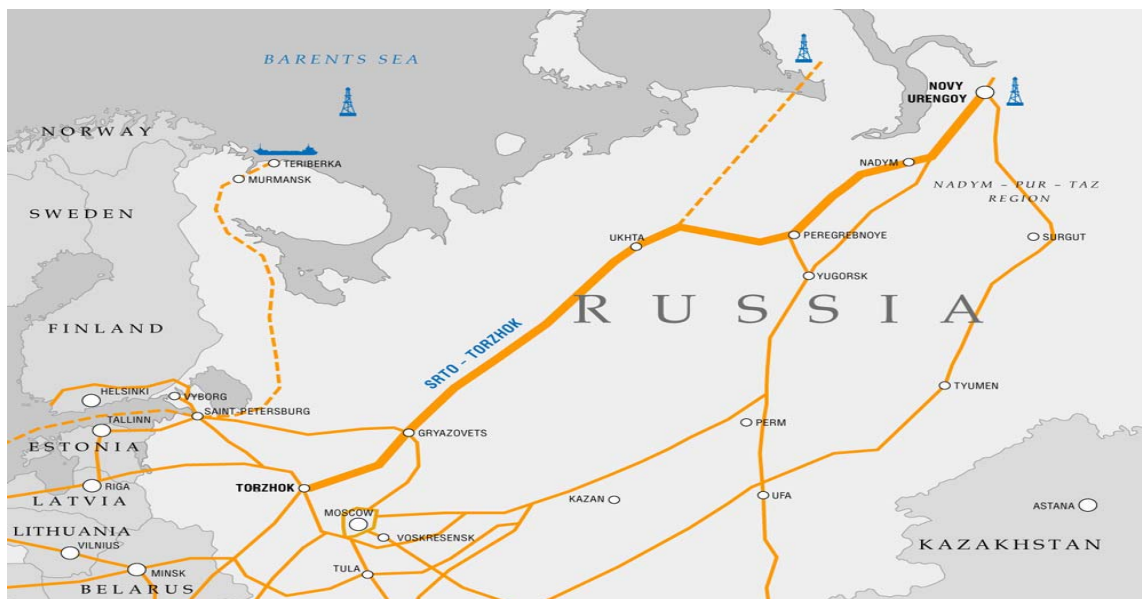 BARENTS SEA
NOVY
URENGOY
NORWAY
TERIBERKA
MURMANSK
NADYM
NADYM – PUR – TAZ
REGION
SWEDEN
UKHTA
PEREGREBNOYE
SURGUT
YUGORSK
RUSSIA
FINLAND
SRTO – TORZHOK
HELSINKI
VYBORG
TYUMEN
SAINT-PETERSBURG
TALLINN
GRYAZOVETS
PERM
ESTONIA
RIGA
TORZHOK
LATVIA
KAZAN
UFA
MOSCOW
ASTANA
LITHUANIA
VOSKRESENSK
VILNIUS
KAZAKHSTAN
MINSK
TULA
BELARUS